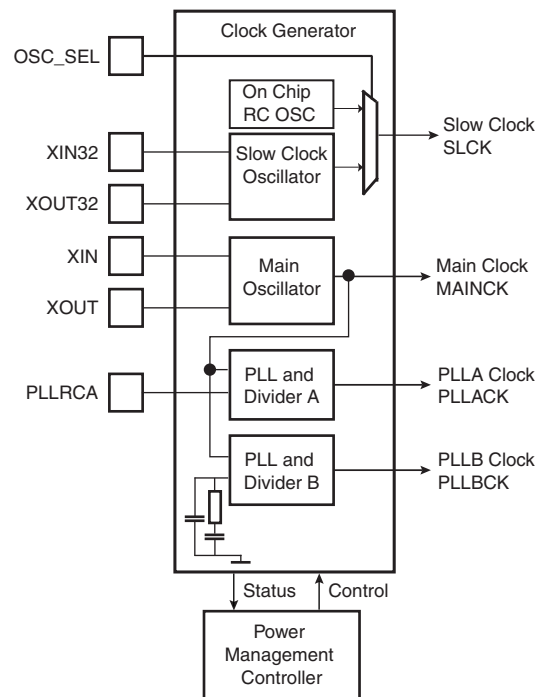 Clock Generator
OSC_SEL
On Chip
RC OSC
XIN32
Slow Clock
Oscillator
Slow Clock
SLCK
XOUT32
XIN
Main
Oscillator
Main Clock
MAINCK
XOUT
PLLRCA
PLL and
Divider A
PLLA Clock
PLLACK
PLL and
Divider B
PLLB Clock
PLLBCK
Status
Control
Power
Management
Controller